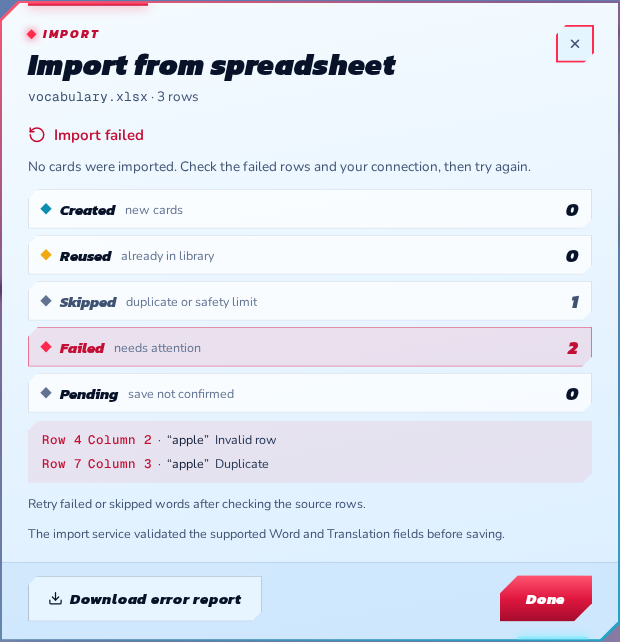 IMPORT
Import from spreadsheet
vocabulary.xlsx · 3 rows
Import failed
No cards were imported. Check the failed rows and your connection, then try again.
Created new cards 0
Reused already in library 0
Skipped duplicate or safety limit 1
Failed needs attention 2
Pending save not confirmed 0
Row 4 Column 2 · “apple” Invalid row
Row 7 Column 3 · “apple” Duplicate
Retry failed or skipped words after checking the source rows.
The import service validated the supported Word and Translation fields before saving.
Download error report Done